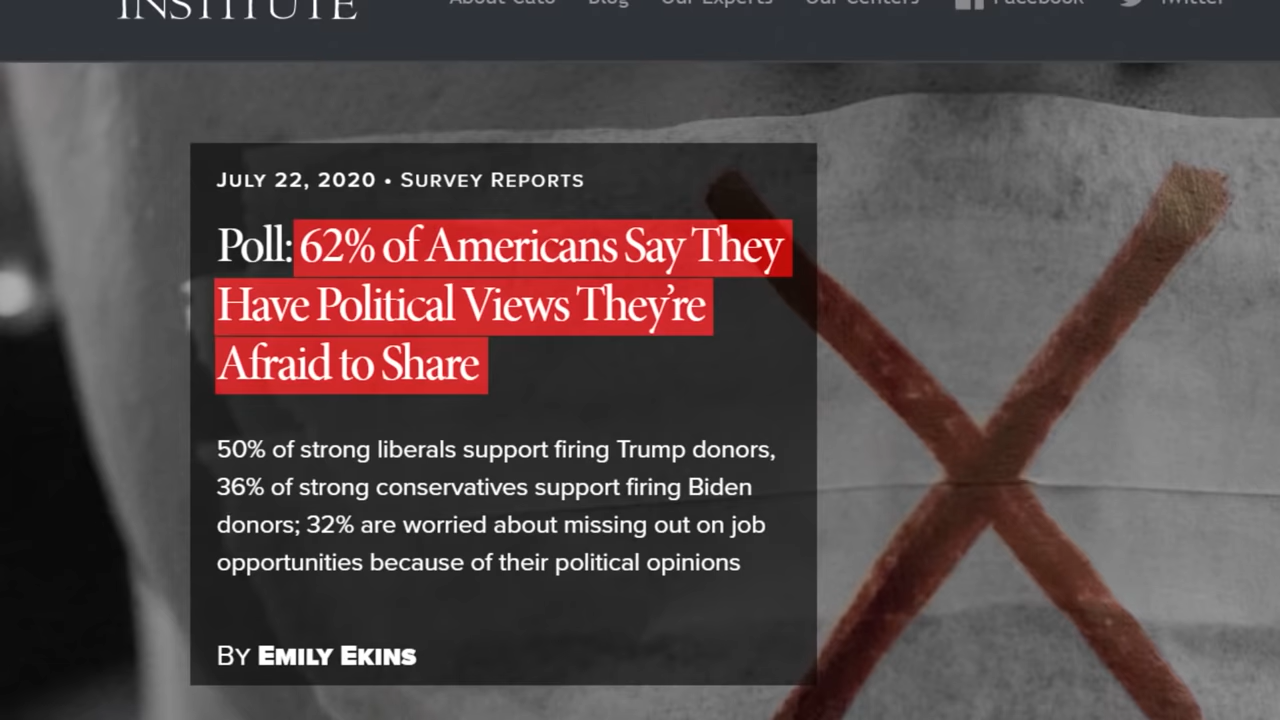 INSTITUTE
About Cato Blog Our Experts Our Centers Facebook Twitter
JULY 22, 2020 • SURVEY REPORTS
Poll: 62% of Americans Say They
Have Political Views They're
Afraid to Share
50% of strong liberals support firing Trump donors,
36% of strong conservatives support firing Biden
donors; 32% are worried about missing out on job
opportunities because of their political opinions
BY EMILY EKINS